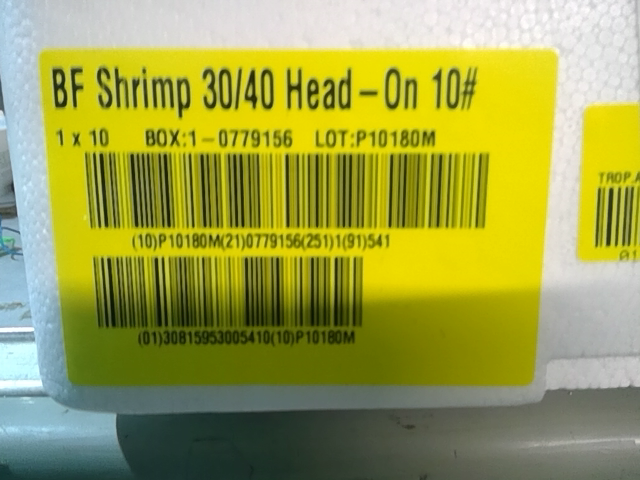 BF Shrimp 30/40 Head-On 10#
1 x 10 BOX:1-0779156 LOT:P10180M
(10)P10180M(21)0779156(251)1(91)541
(01)30815953005410(10)P10180M
TROP.A
01